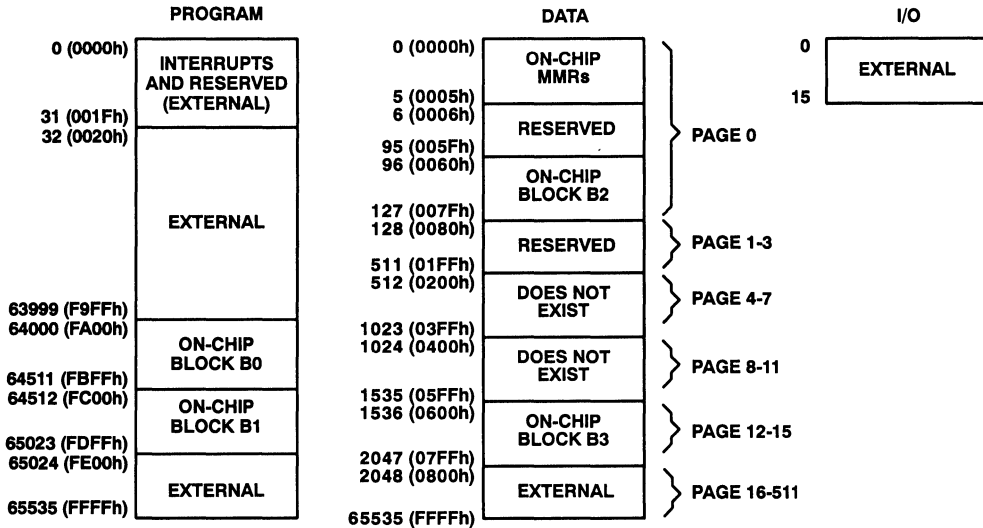 PROGRAM
0 (0000h)
INTERRUPTS
AND RESERVED
(EXTERNAL)
31 (001Fh)
32 (0020h)
EXTERNAL
63999 (F9FFh)
64000 (FA00h)
ON-CHIP
BLOCK B0
64511 (FBFFh)
64512 (FC00h)
ON-CHIP
BLOCK B1
65023 (FDFFh)
65024 (FE00h)
EXTERNAL
65535 (FFFFh)
DATA
0 (0000h)
ON-CHIP
MMRs
5 (0005h)
6 (0006h)
RESERVED
95 (005Fh)
96 (0060h)
ON-CHIP
BLOCK B2
127 (007Fh)
PAGE 0
128 (0080h)
RESERVED
511 (01FFh)
PAGE 1-3
512 (0200h)
DOES NOT
EXIST
1023 (03FFh)
PAGE 4-7
1024 (0400h)
DOES NOT
EXIST
1535 (05FFh)
PAGE 8-11
1536 (0600h)
ON-CHIP
BLOCK B3
2047 (07FFh)
PAGE 12-15
2048 (0800h)
EXTERNAL
65535 (FFFFh)
PAGE 16-511
I/O
0
EXTERNAL
15